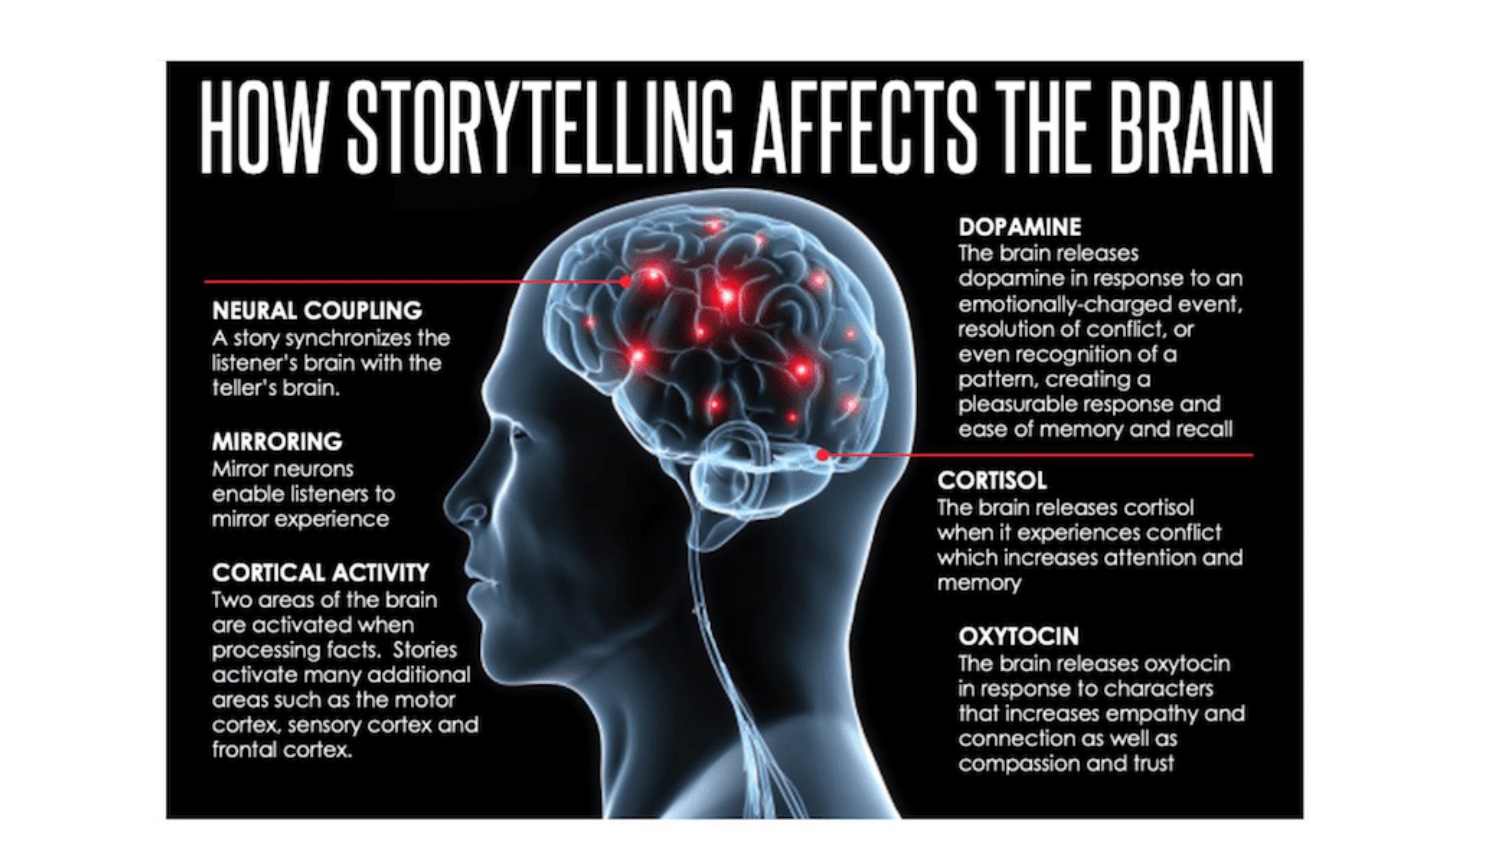 HOW STORYTELLING AFFECTS THE BRAIN
NEURAL COUPLING
A story synchronizes the
listener's brain with the
teller's brain.
MIRRORING
Mirror neurons
enable listeners to
mirror experience
CORTICAL ACTIVITY
Two areas of the brain
are activated when
processing facts.  Stories
activate many additional
areas such as the motor
cortex, sensory cortex and
frontal cortex.
DOPAMINE
The brain releases
dopamine in response to an
emotionally-charged event,
resolution of conflict, or
even recognition of a
pattern, creating a
pleasurable response and
ease of memory and recall
CORTISOL
The brain releases cortisol
when it experiences conflict
which increases attention and
memory
OXYTOCIN
The brain releases oxytocin
in response to characters
that increases empathy and
connection as well as
compassion and trust